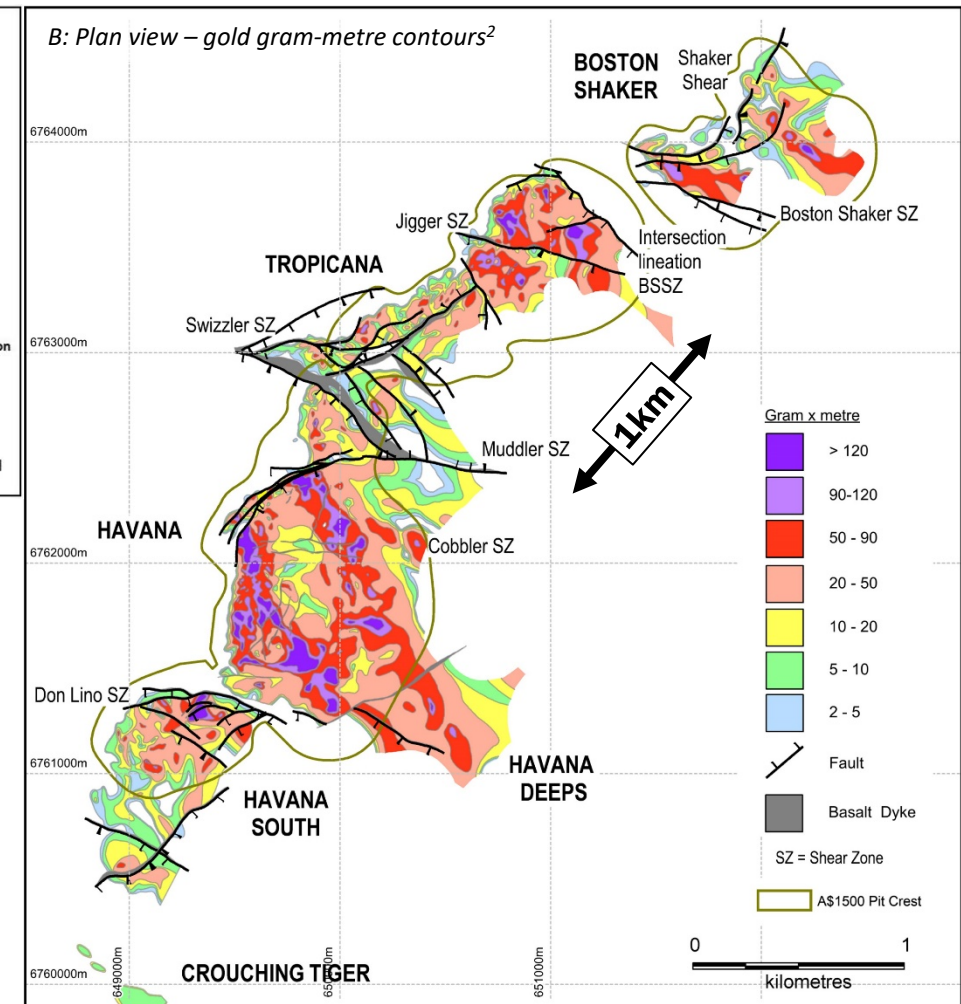 B: Plan view – gold gram-metre contours²
BOSTON
SHAKER
Shaker
Shear
6764000m
Boston Shaker SZ
Jigger SZ
Intersection
lineation
BSSZ
TROPICANA
Swizzler SZ
on
6763000m
1km
Muddler SZ
HAVANA
Cobbler SZ
6762000m
Don Lino SZ
6761000m
HAVANA
DEEPS
HAVANA
SOUTH
6760000m
649000m
CROUCHING TIGER
651000m
Gram x metre
> 120
90-120
50 - 90
20 - 50
10 - 20
5 - 10
2 - 5
Fault
Basalt Dyke
SZ = Shear Zone
A$1500 Pit Crest
0 1
kilometres